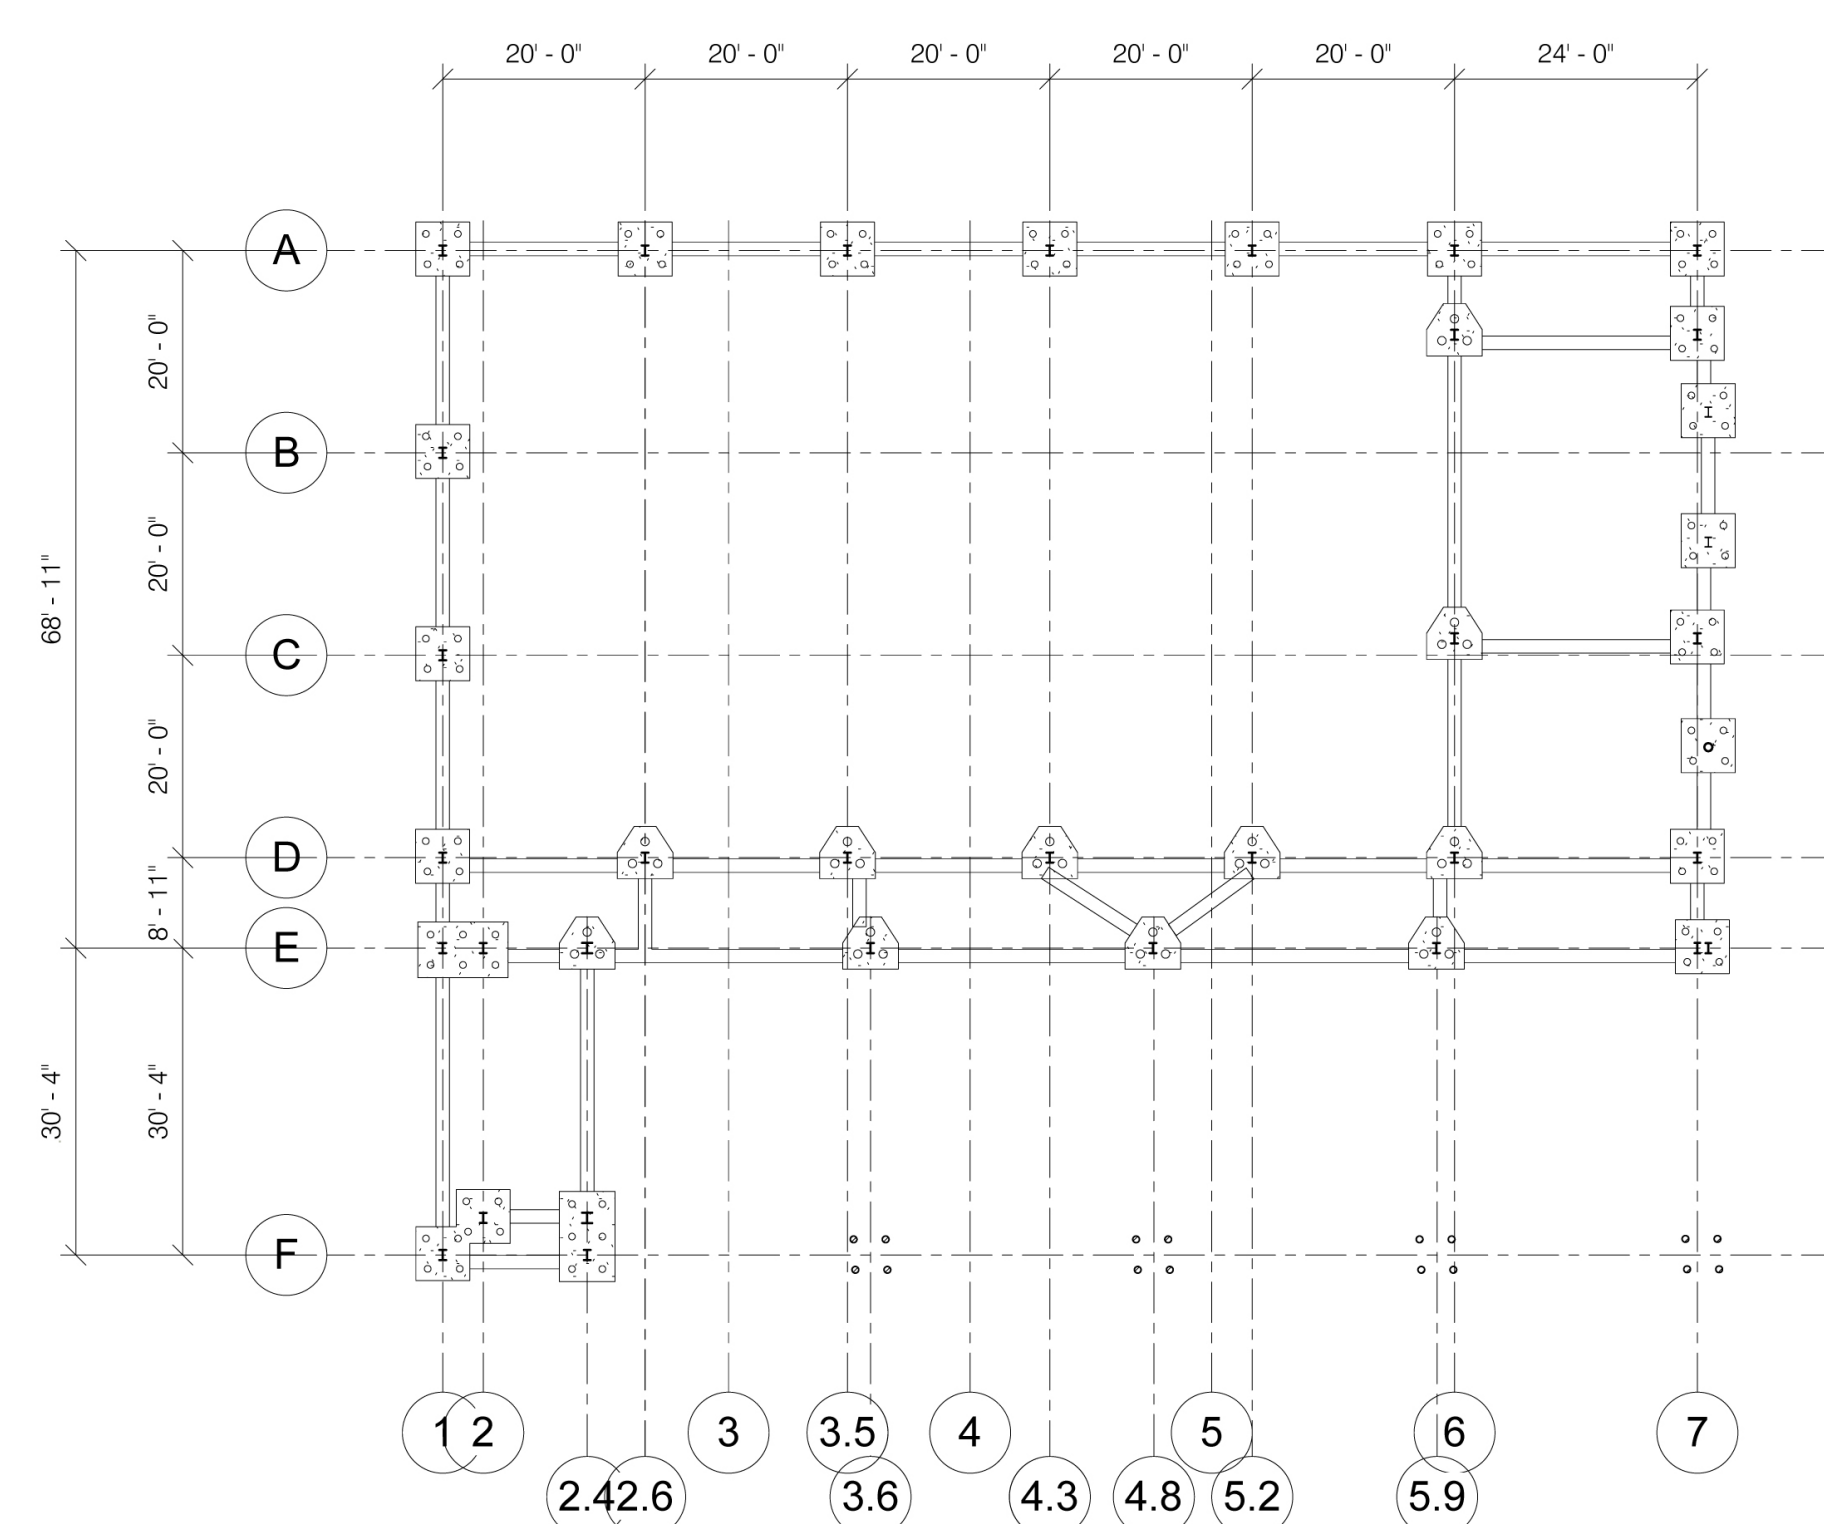 20' - 0" 20' - 0" 20' - 0" 20' - 0" 20' - 0" 24' - 0"
A
20' - 0"
B
20' - 0"
68' - 11"
C
20' - 0"
D
8' - 11"
E
30' - 4" 30' - 4"
F
1 2 3 3.5 4 5 6 7
2.4 2.6 3.6 4.3 4.8 5.2 5.9